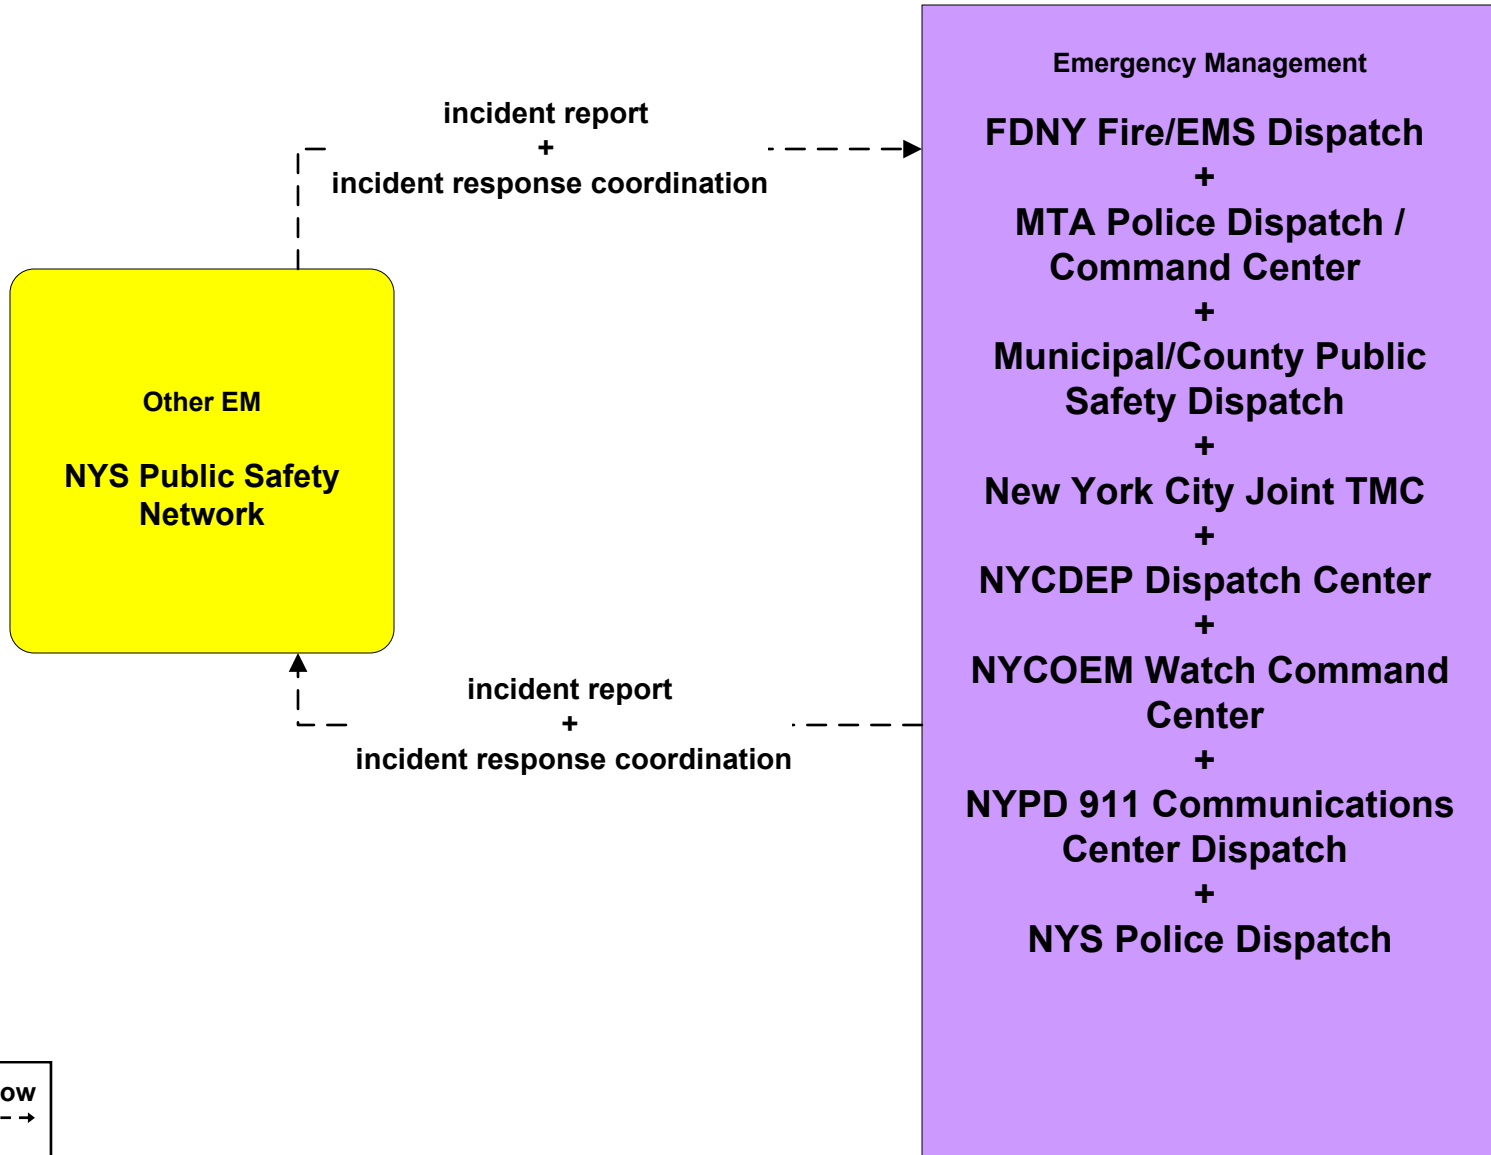 Emergency Management
FDNY Fire/EMS Dispatch
+
MTA Police Dispatch /
Command Center
+
Municipal/County Public
Safety Dispatch
+
New York City Joint TMC
+
NYCDEP Dispatch Center
+
NYCOEM Watch Command
Center
+
NYPD 911 Communications
Center Dispatch
+
NYS Police Dispatch
incident report
+
incident response coordination
Other EM
NYS Public Safety
Network
incident report
+
incident response coordination